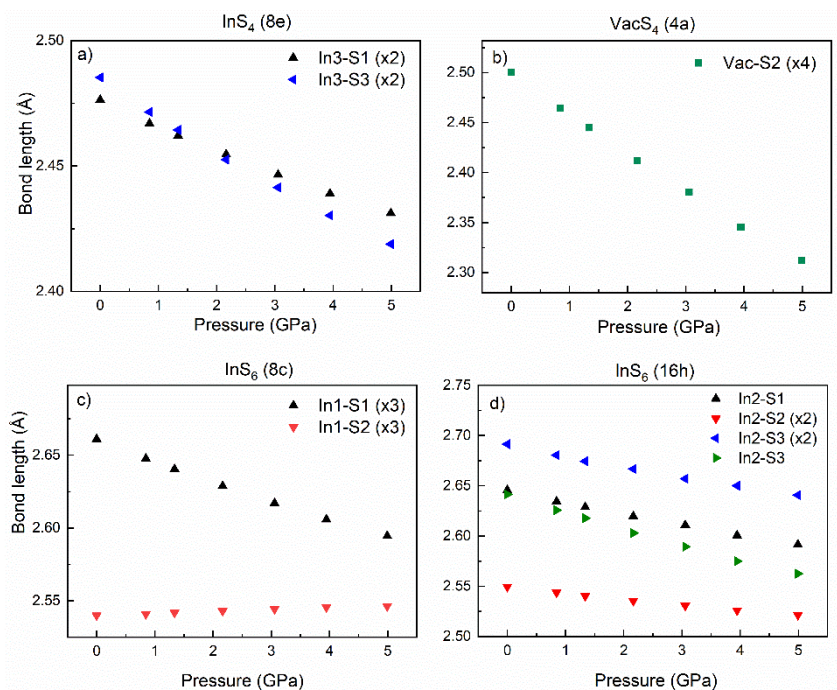 InS4 (8e)
a)
In3-S1 (x2)
In3-S3 (x2)
2.50
2.45
2.40
Bond length (Å)
0 1 2 3 4 5
Pressure (GPa)
VacS4 (4a)
b)
Vac-S2 (x4)
2.50
2.45
2.40
2.35
2.30
0 1 2 3 4 5
Pressure (GPa)
InS6 (8c)
c)
In1-S1 (x3)
In1-S2 (x3)
2.65
2.60
2.55
Bond length (Å)
0 1 2 3 4 5
Pressure (GPa)
InS6 (16h)
d)
In2-S1
In2-S2 (x2)
In2-S3 (x2)
In2-S3
2.75
2.70
2.65
2.60
2.55
2.50
0 1 2 3 4 5
Pressure (GPa)